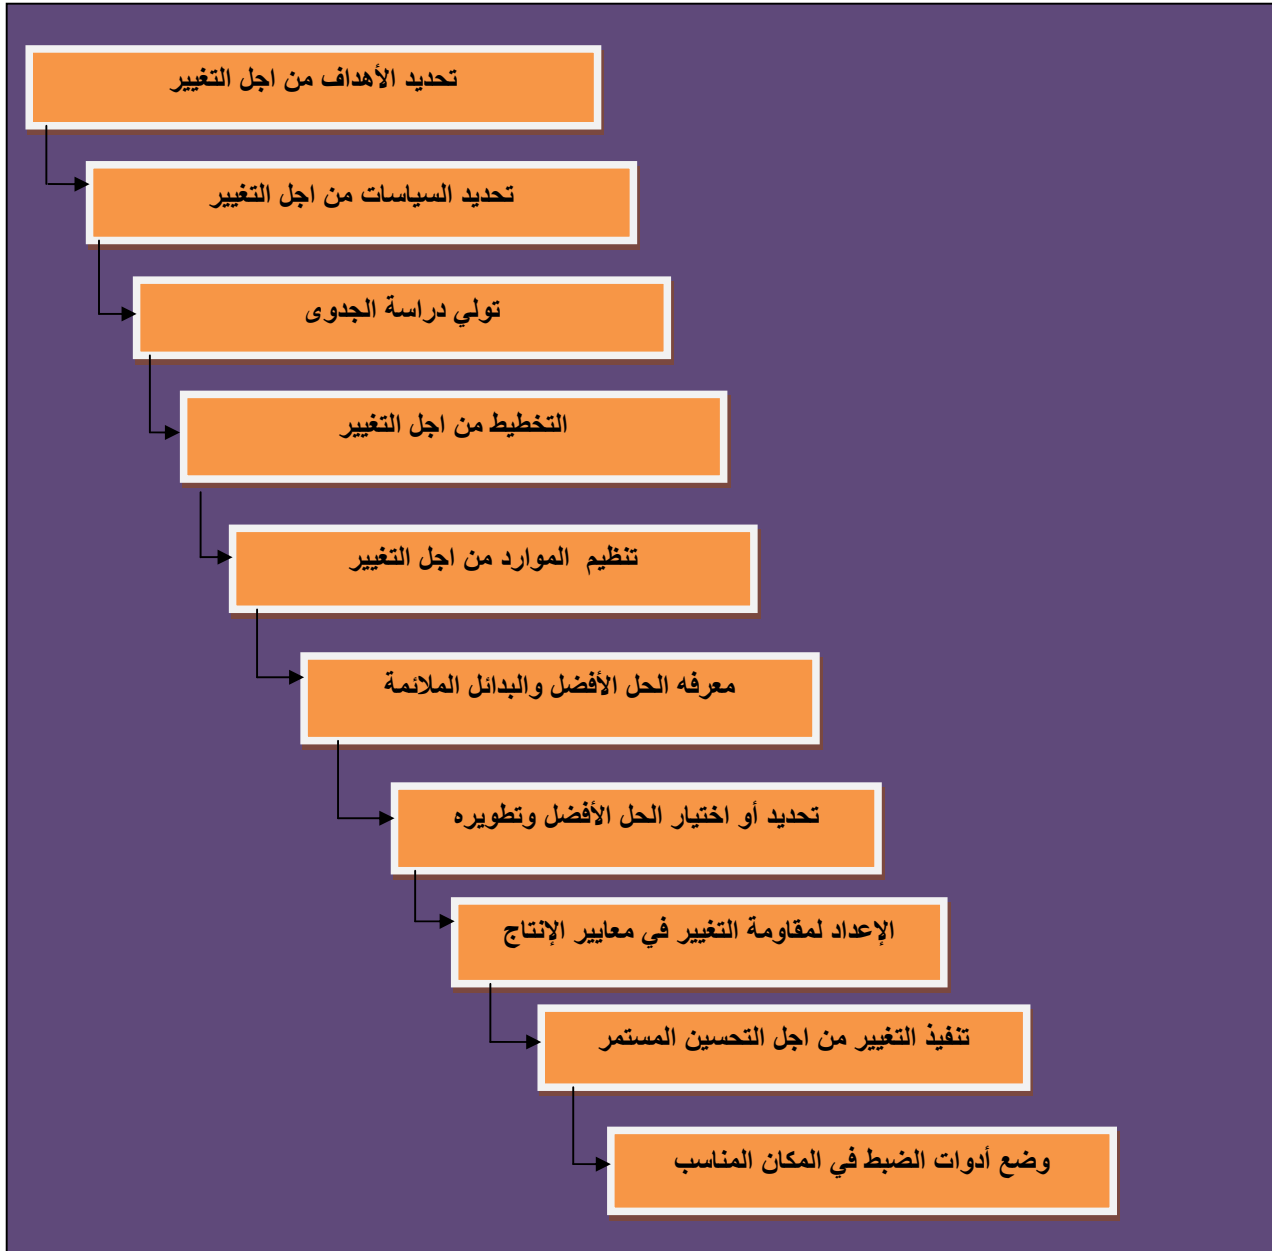 تحديد الأهداف من اجل التغيير
تحديد السياسات من اجل التغيير
تولي دراسة الجدوى
التخطيط من اجل التغيير
تنظيم الموارد من اجل التغيير
معرفه الحل الأفضل والبدائل الملائمة
تحديد أو اختيار الحل الأفضل وتطويره
الإعداد لمقاومة التغيير في معايير الإنتاج
تنفيذ التغيير من اجل التحسين المستمر
وضع أدوات الضبط في المكان المناسب